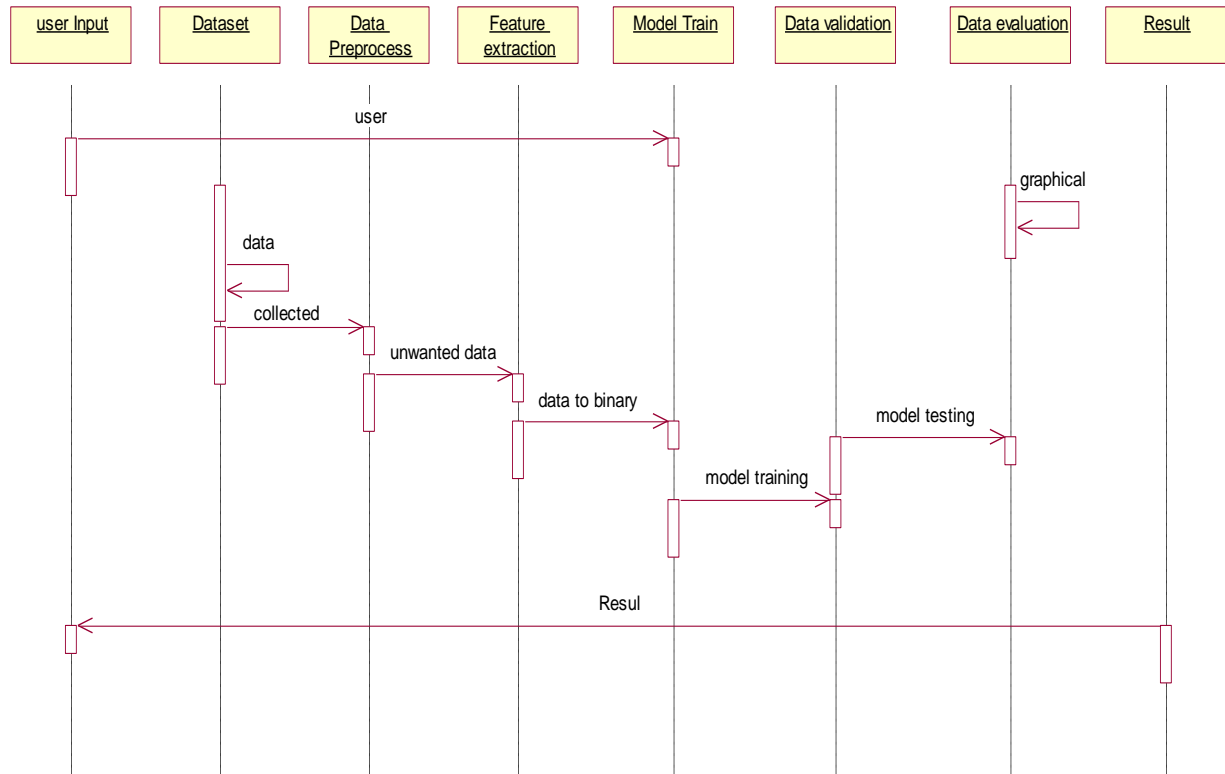 user Input
Dataset
Data
Preprocess
Feature
extraction
Model Train
Data validation
Data evaluation
Result
user
graphical
data
collected
unwanted data
data to binary
model testing
model training
Resul